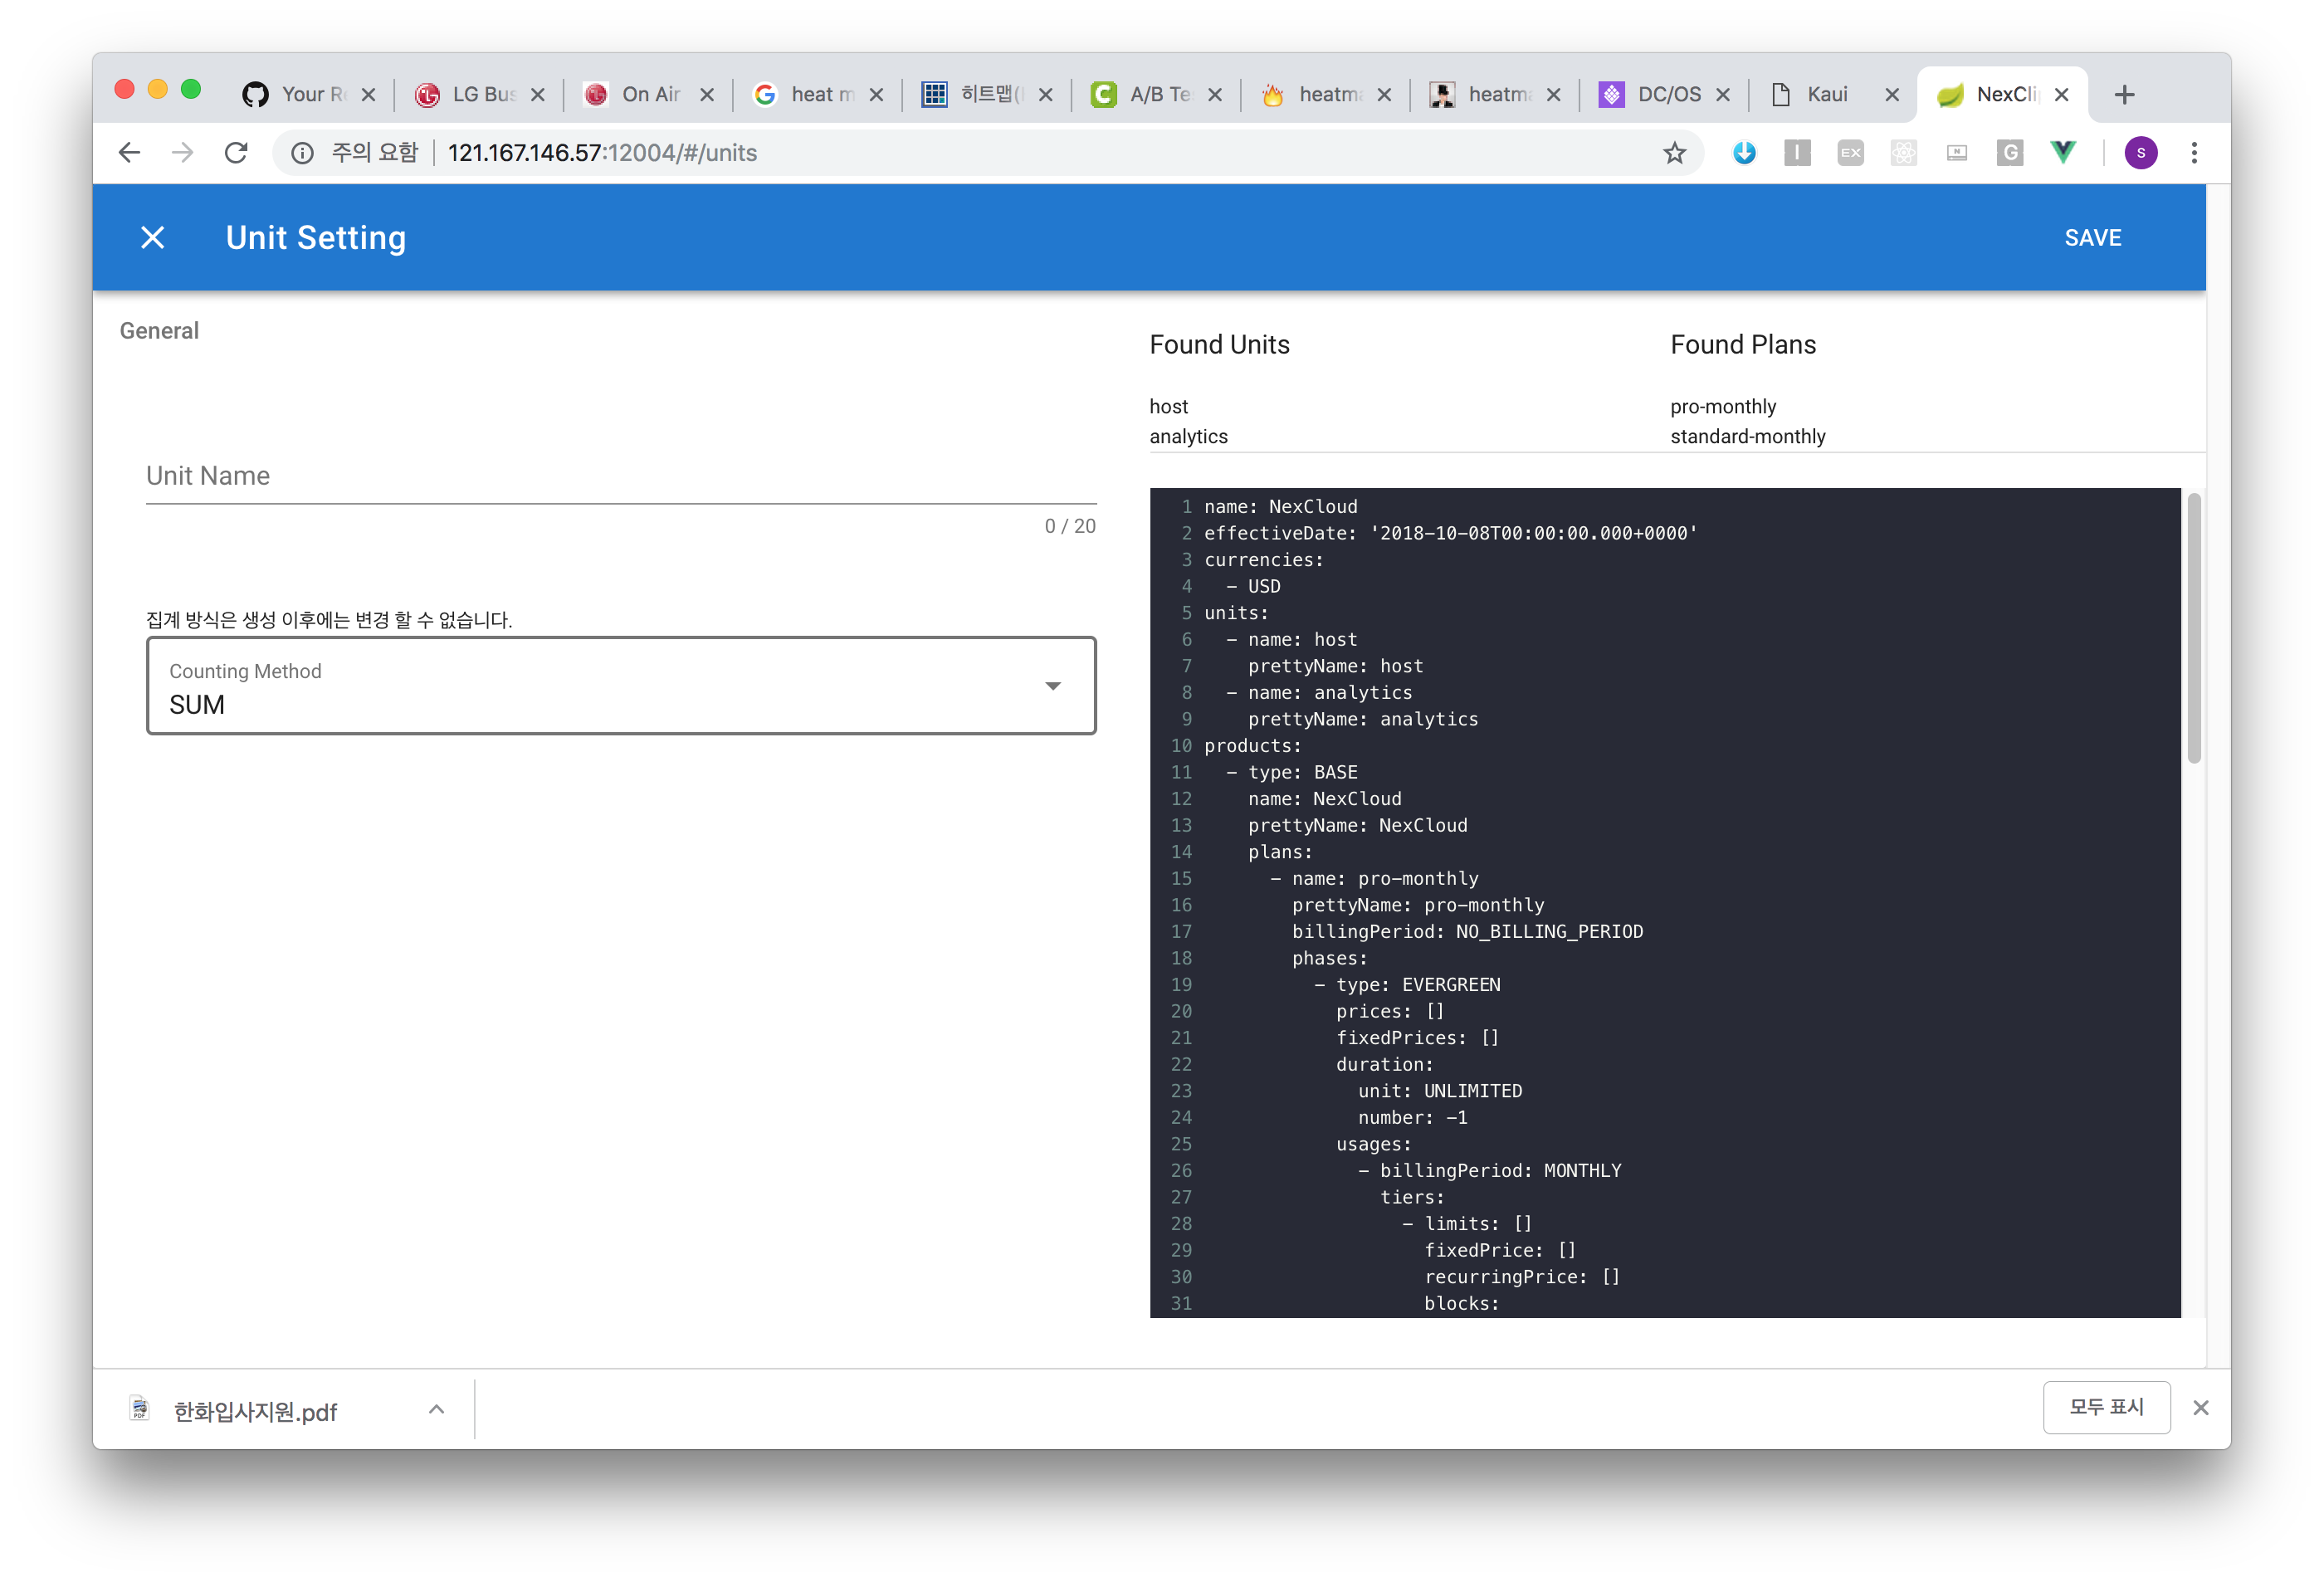 Your Re
LG Bus
On Air
heat m
히트맵(
A/B Te
heatma
heatma
DC/OS
Kaui
NexCli
주의 요함
121.167.146.57:12004/#/units
EX
G
S
Unit Setting
SAVE
General
Unit Name
0 / 20
집계 방식은 생성 이후에는 변경 할 수 없습니다.
Counting Method
SUM
Found Units
Found Plans
host
pro-monthly
analytics
standard-monthly
1 name: NexCloud
2 effectiveDate: '2018-10-08T00:00:00.000+0000'
3 currencies:
4 - USD
5 units:
6 - name: host
7 prettyName: host
8 - name: analytics
9 prettyName: analytics
10 products:
11 - type: BASE
12 name: NexCloud
13 prettyName: NexCloud
14 plans:
15 - name: pro-monthly
16 prettyName: pro-monthly
17 billingPeriod: NO_BILLING_PERIOD
18 phases:
19 - type: EVERGREEN
20 prices: []
21 fixedPrices: []
22 duration:
23 unit: UNLIMITED
24 number: -1
25 usages:
26 - billingPeriod: MONTHLY
27 tiers:
28 - limits: []
29 fixedPrice: []
30 recurringPrice: []
31 blocks:
한화입사지원.pdf
모두 표시